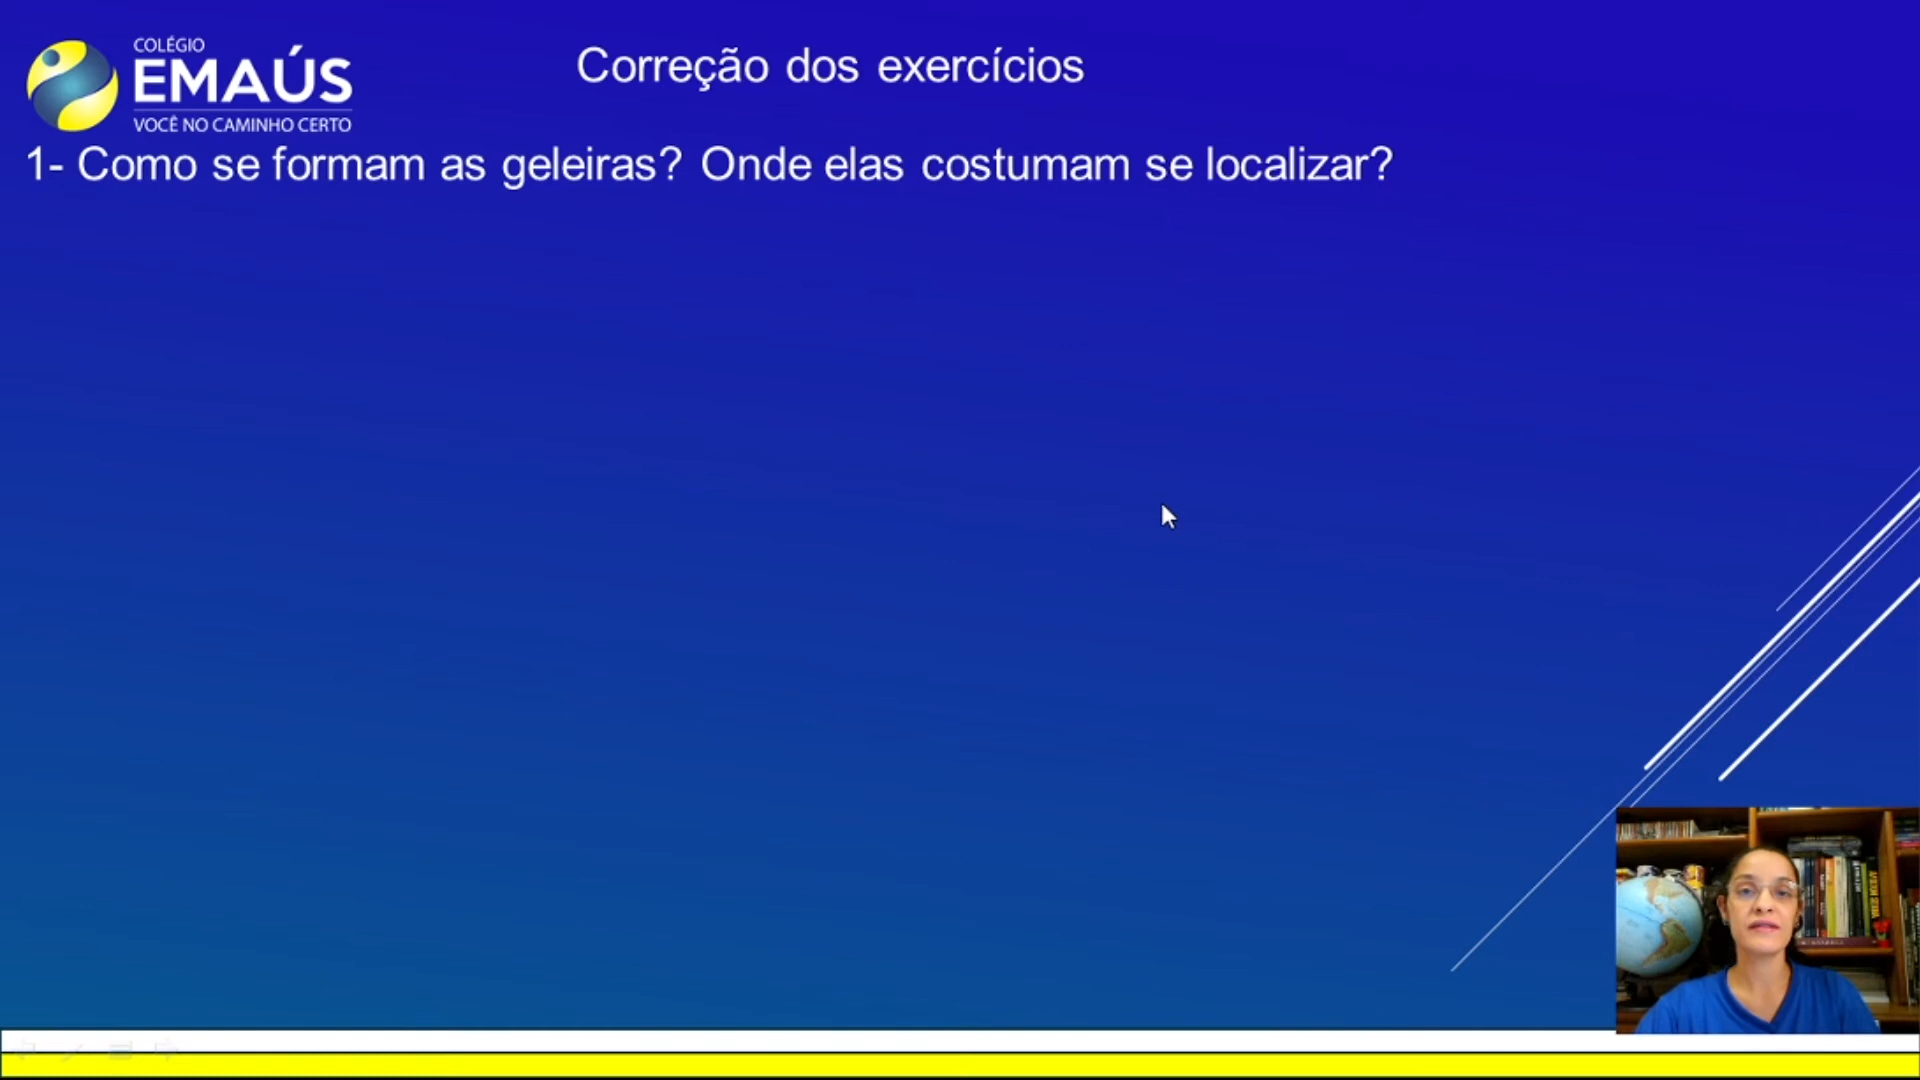 COLÉGIO
EMAÚS
VOCÊ NO CAMINHO CERTO
Correção dos exercícios
1- Como se formam as geleiras? Onde elas costumam se localizar?